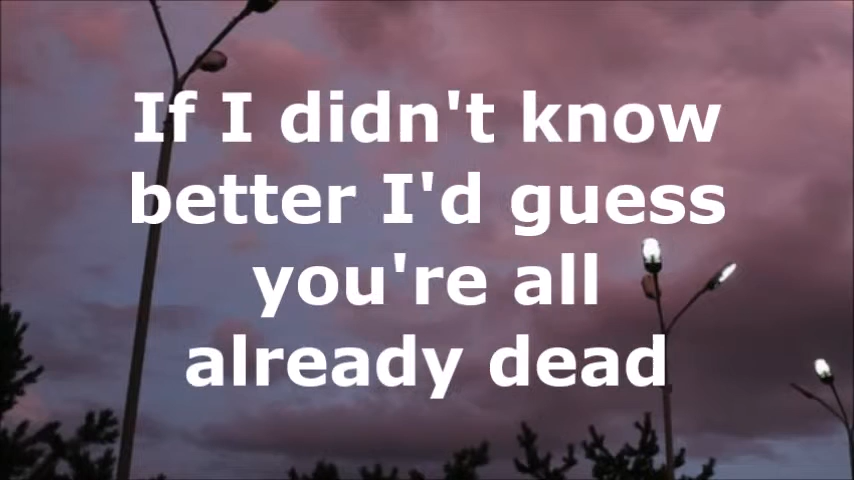 If I didn't know
better I'd guess
you're all
already dead